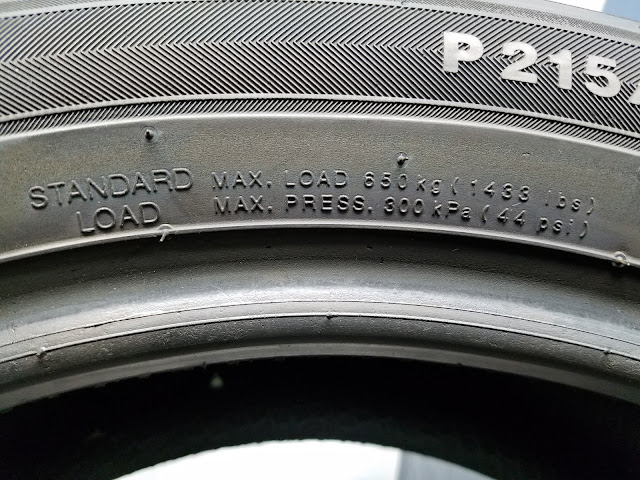 P 215/
STANDARD LOAD
MAX. LOAD 650 kg (1433 lbs)
MAX. PRESS. 300 kPa (44 psi)